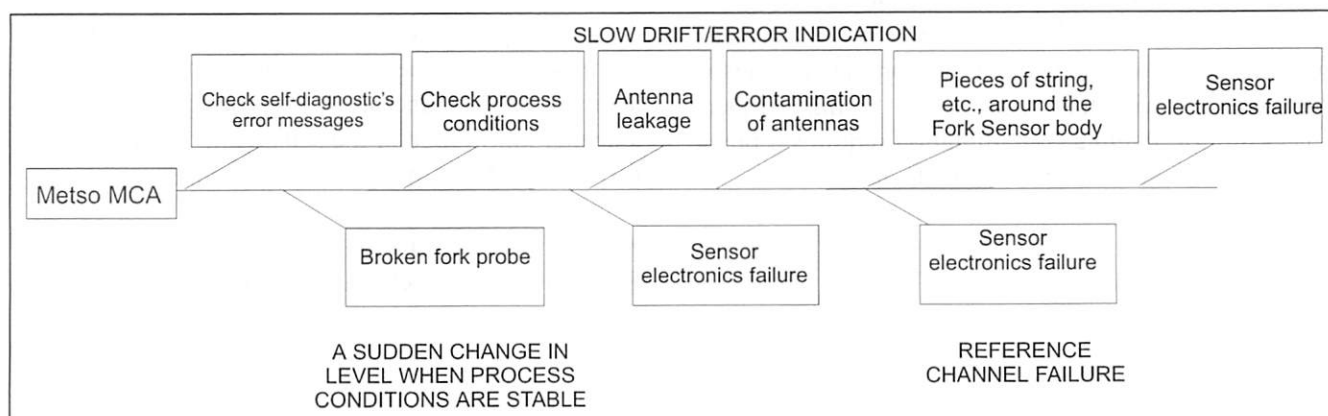 SLOW DRIFT/ERROR INDICATION
Check self-diagnostic's
error messages
Check process
conditions
Antenna
leakage
Contamination
of antennas
Pieces of string,
etc., around the
Fork Sensor body
Sensor
electronics failure
Metso MCA
Broken fork probe
Sensor
electronics failure
Sensor
electronics failure
A SUDDEN CHANGE IN
LEVEL WHEN PROCESS
CONDITIONS ARE STABLE
REFERENCE
CHANNEL FAILURE